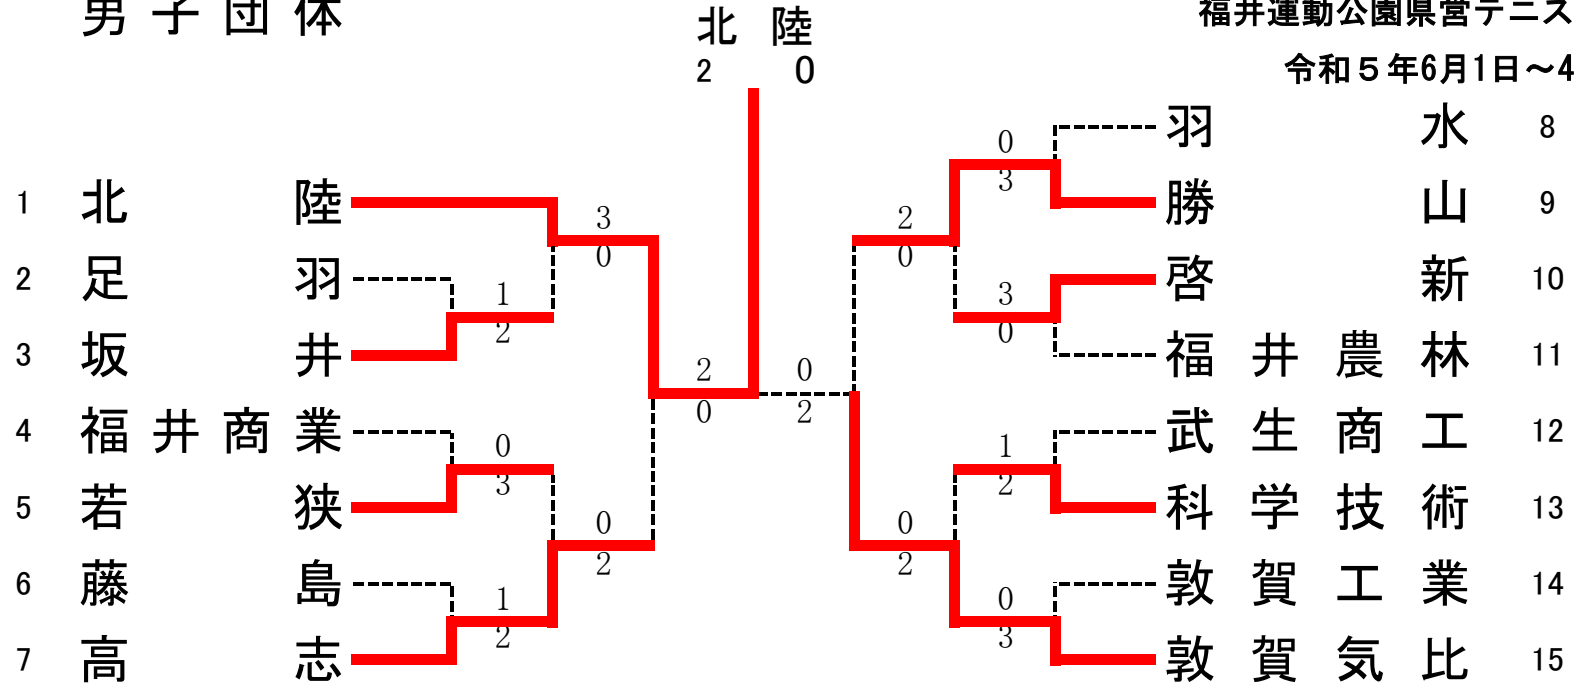 男子団体
福井運動公園県営テニス
北陸
2 0
令和５年6月1日～4
1 北陸
2 足羽
3 坂井
4 福井商業
5 若狭
6 藤島
7 高志
3
0
1
2
0
3
0
2
1
2
2
0
0
2
羽水 8
勝山 9
啓新 10
福井農林 11
武生商工 12
科学技術 13
敦賀工業 14
敦賀気比 15
0
3
2
0
3
0
1
2
0
2
0
3